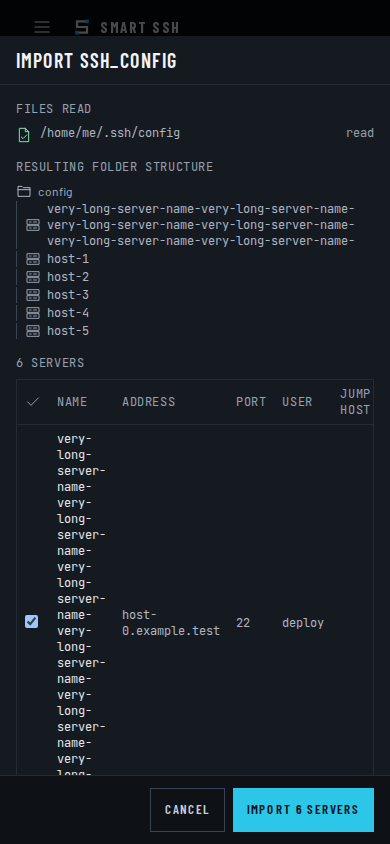 SMART SSH
IMPORT SSH_CONFIG
FILES READ
/home/me/.ssh/config read
RESULTING FOLDER STRUCTURE
config
very-long-server-name-very-long-server-name-
very-long-server-name-very-long-server-name-
very-long-server-name-very-long-server-name-
host-1
host-2
host-3
host-4
host-5
6 SERVERS
NAME ADDRESS PORT USER JUMP
HOST
very-
long-
server-
name-
very-
long-
server-
name-
very-
long-
server-
name-
very-
long-
server-
name-
very-
long-
server-
name-
very-
long-
host-
0.example.test
22
deploy
CANCEL
IMPORT 6 SERVERS